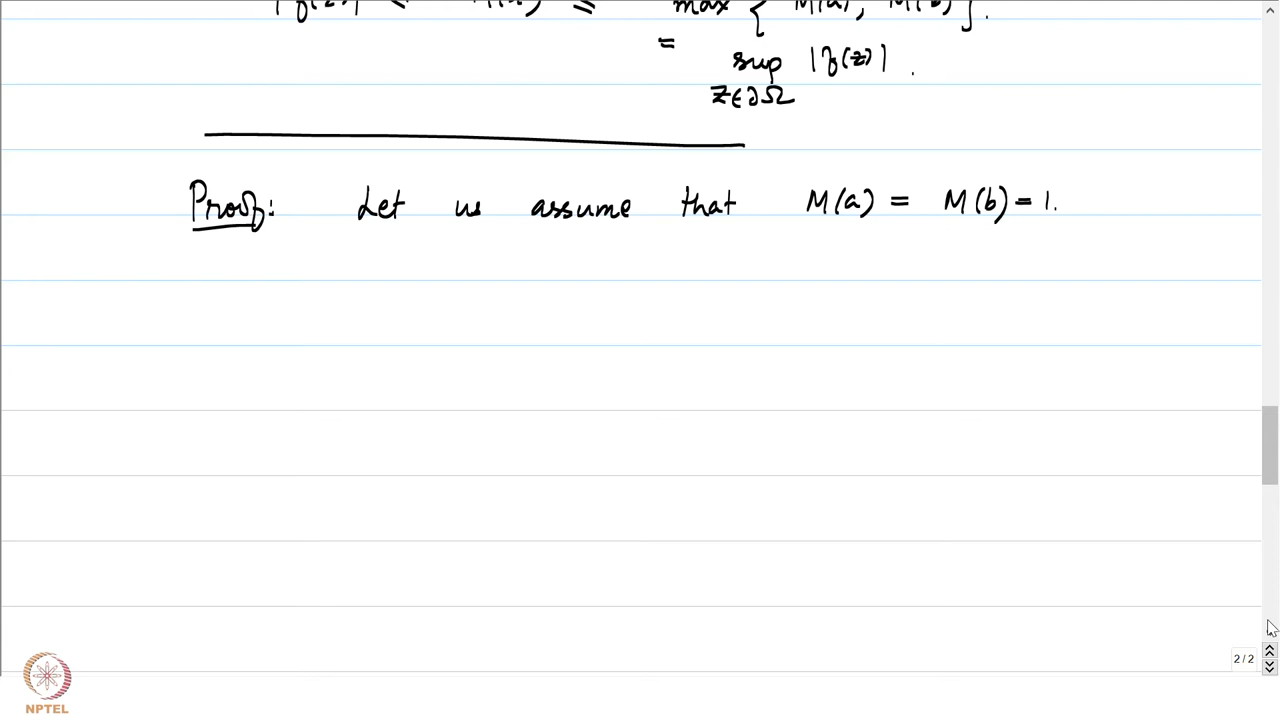 max { M(a), M(b) }.
= sup |f(z)| .
z∈∂Ω
Proof: Let us assume that M(a) = M(b) = 1.
2 / 2
NPTEL